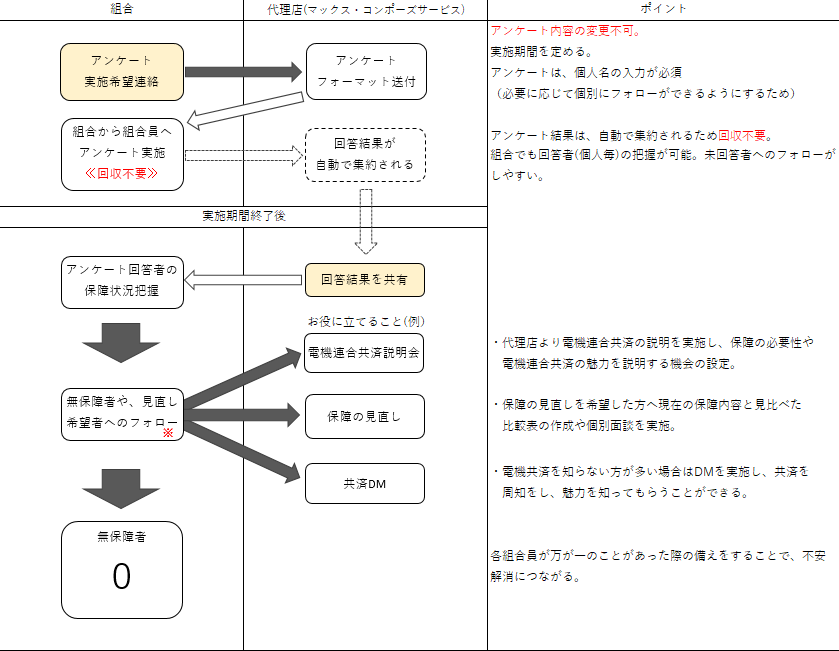 組合
代理店(マックス・コンポーズサービス)
ポイント
アンケート
実施希望連絡
アンケート
フォーマット送付
アンケート内容の変更不可。
実施期間を定める。
アンケートは、個人名の入力が必須
（必要に応じて個別にフォローができるようにするため）
組合から組合員へ
アンケート実施
≪回収不要≫
回答結果が
自動で集約される
アンケート結果は、自動で集約されるため回収不要。
組合でも回答者(個人毎)の把握が可能。未回答者へのフォローが
しやすい。
実施期間終了後
アンケート回答者の
保障状況把握
回答結果を共有
お役に立てること(例)
電機連合共済説明会
・代理店より電機連合共済の説明を実施し、保障の必要性や
電機連合共済の魅力を説明する機会の設定。
無保障者や、見直し
希望者へのフォロー
※
保障の見直し
・保障の見直しを希望した方へ現在の保障内容と見比べた
比較表の作成や個別面談を実施。
共済DM
・電機共済を知らない方が多い場合はDMを実施し、共済を
周知をし、魅力を知ってもらうことができる。
無保障者
0
各組合員が万が一のことがあった際の備えをすることで、不安
解消につながる。